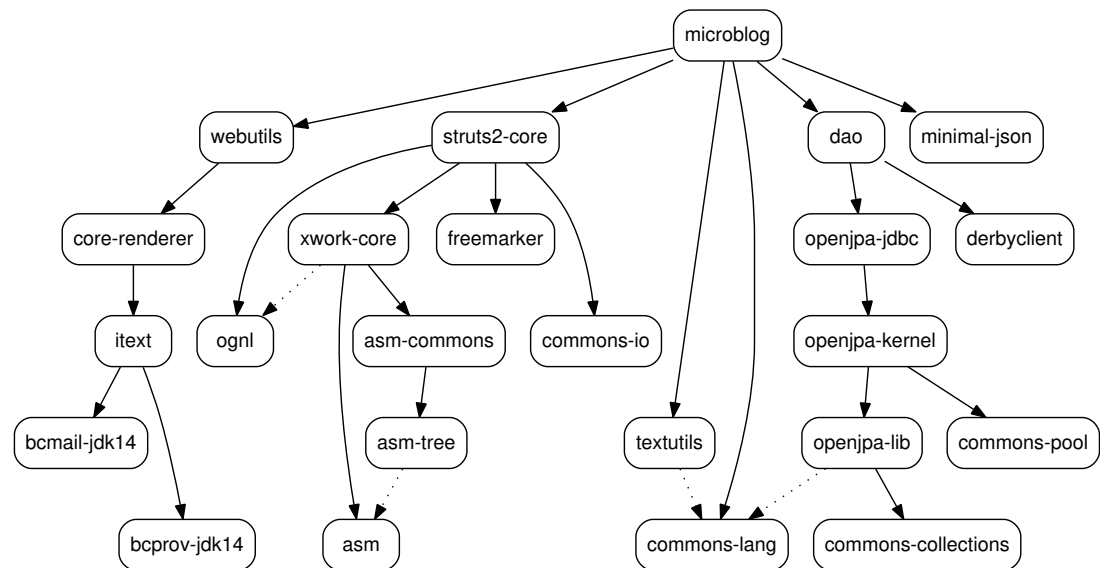 microblog
webutils
struts2-core
dao
minimal-json
core-renderer
xwork-core
freemarker
openjpa-jdbc
derbyclient
itext
ognl
asm-commons
commons-io
openjpa-kernel
bcmail-jdk14
asm-tree
textutils
openjpa-lib
commons-pool
bcprov-jdk14
asm
commons-lang
commons-collections